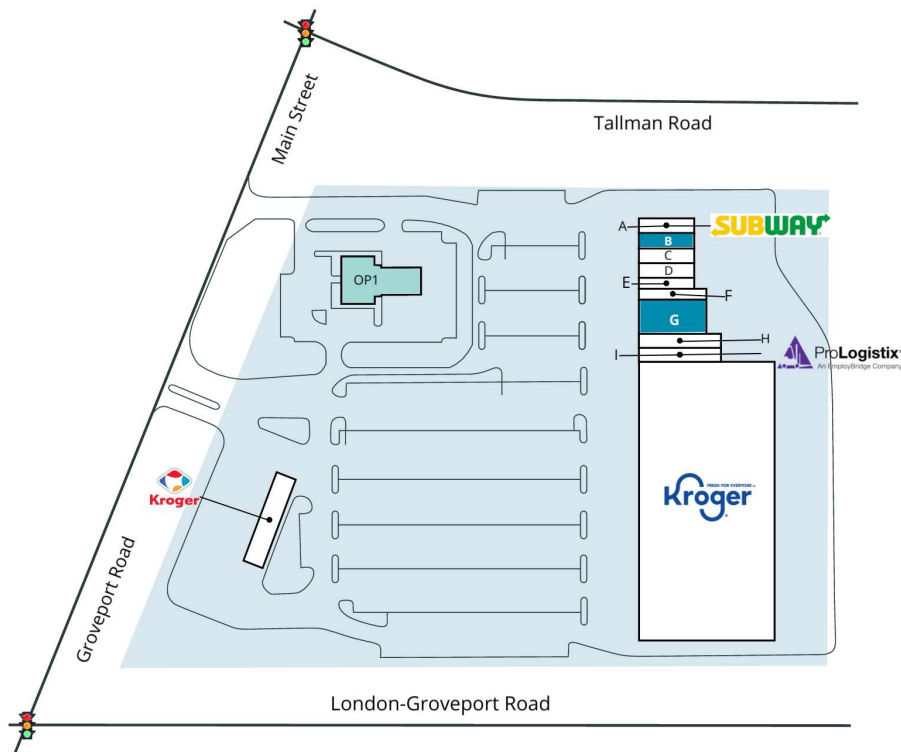 Main Street
Tallman Road
A
SUBWAY
B
C
D
E
F
OP1
G
H
I
ProLogistix
An EmployBridge Company
FRESH FOR EVERYONE™
Kroger
Kroger
Groveport Road
London-Groveport Road